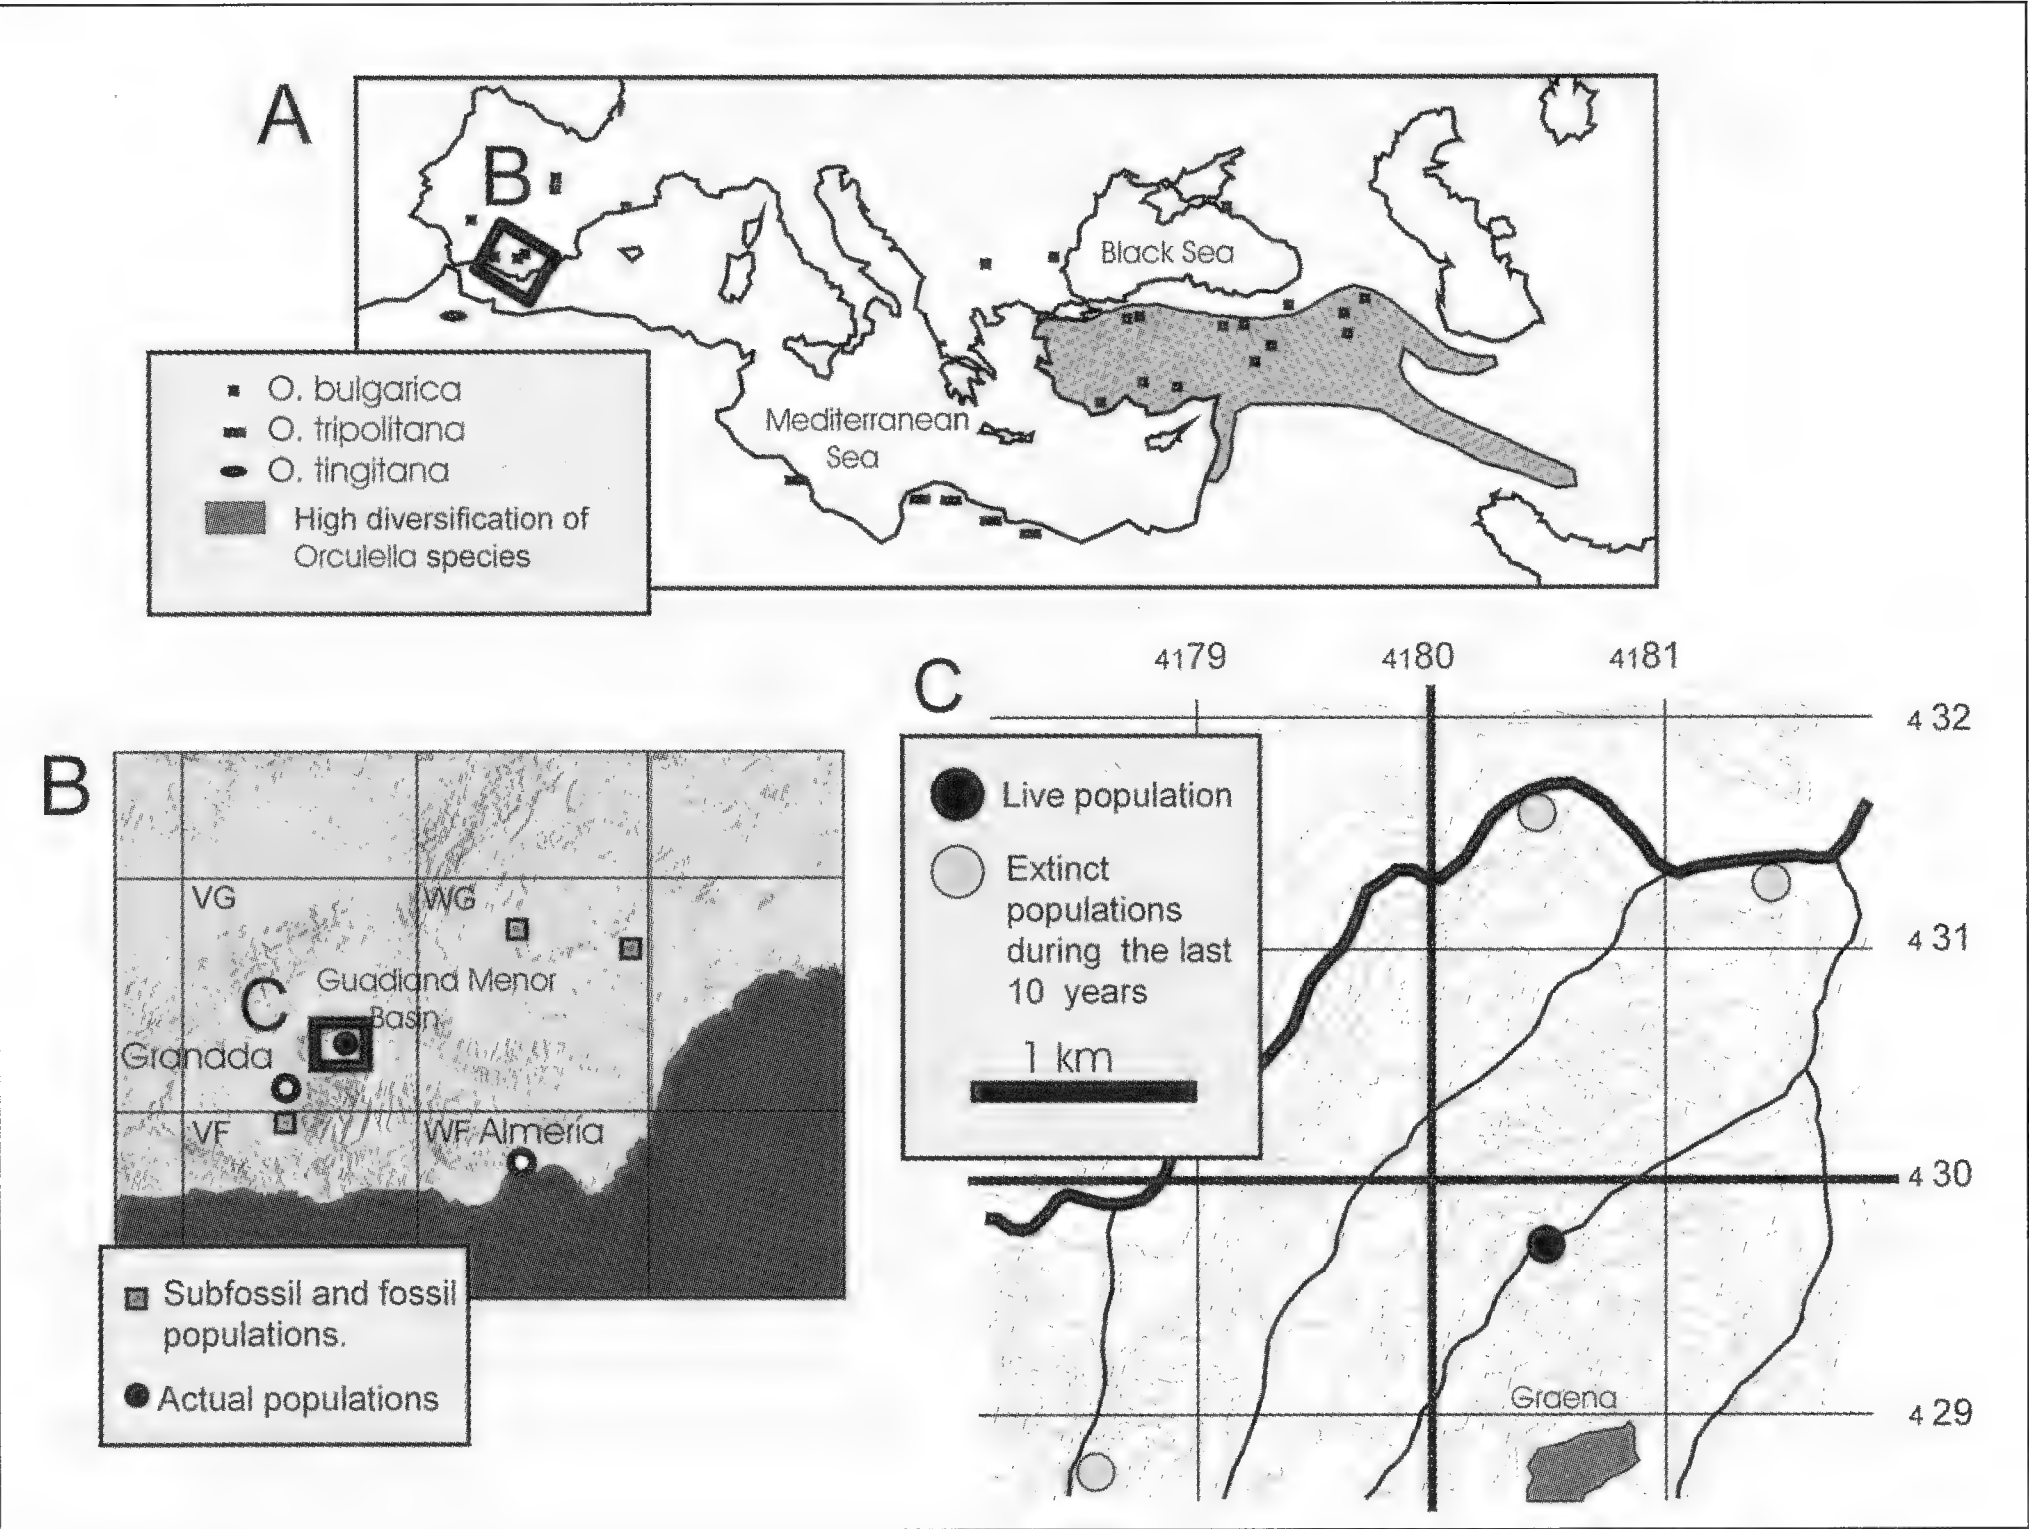 A
B
Black Sea
Mediterranean
Sea
O. bulgarica
O. tripolitana
O. tingitana
High diversification of
Orculella species
B
VG
WG
Guadiana Menor
Basin
C
Granada
VF
WF Almería
Subfossil and fossil
populations.
Actual populations
C
4179
4180
4181
4 32
4 31
4 30
4 29
Live population
Extinct
populations
during the last
10 years
1 km
Graena